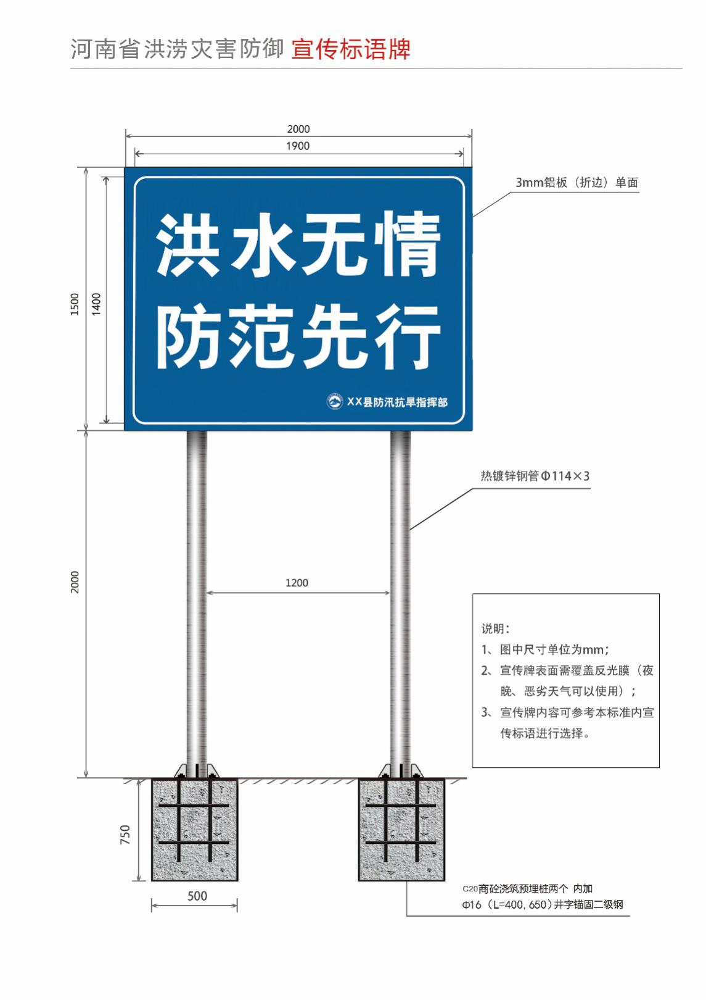 河南省洪涝灾害防御 宣传标语牌
2000
1900
3mm铝板（折边）单面
1500
1400
洪水无情
防范先行
XX县防汛抗旱指挥部
热镀锌钢管Φ114×3
2000
1200
说明：
1、图中尺寸单位为mm；
2、宣传牌表面需覆盖反光膜（夜
晚、恶劣天气可以使用）；
3、宣传牌内容可参考本标准内宣
传标语进行选择。
750
500
C20商砼浇筑预埋桩两个 内加
Φ16（L=400, 650）井字锚固二级钢